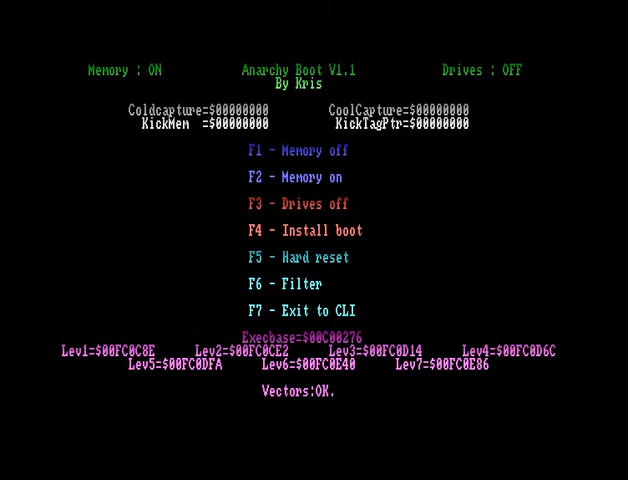 Memory : ON Anarchy Boot V1.1 Drives : OFF
By Kris
Coldcapture=$00000000 CoolCapture=$00000000
KickMem =$00000000 KickTagPtr=$00000000
F1 - Memory off
F2 - Memory on
F3 - Drives off
F4 - Install boot
F5 - Hard reset
F6 - Filter
F7 - Exit to CLI
Execbase=$00C00276
Lev1=$00FC0C8E Lev2=$00FC0CE2 Lev3=$00FC0D14 Lev4=$00FC0D6C
Lev5=$00FC0DFA Lev6=$00FC0E40 Lev7=$00FC0E86
Vectors:OK.